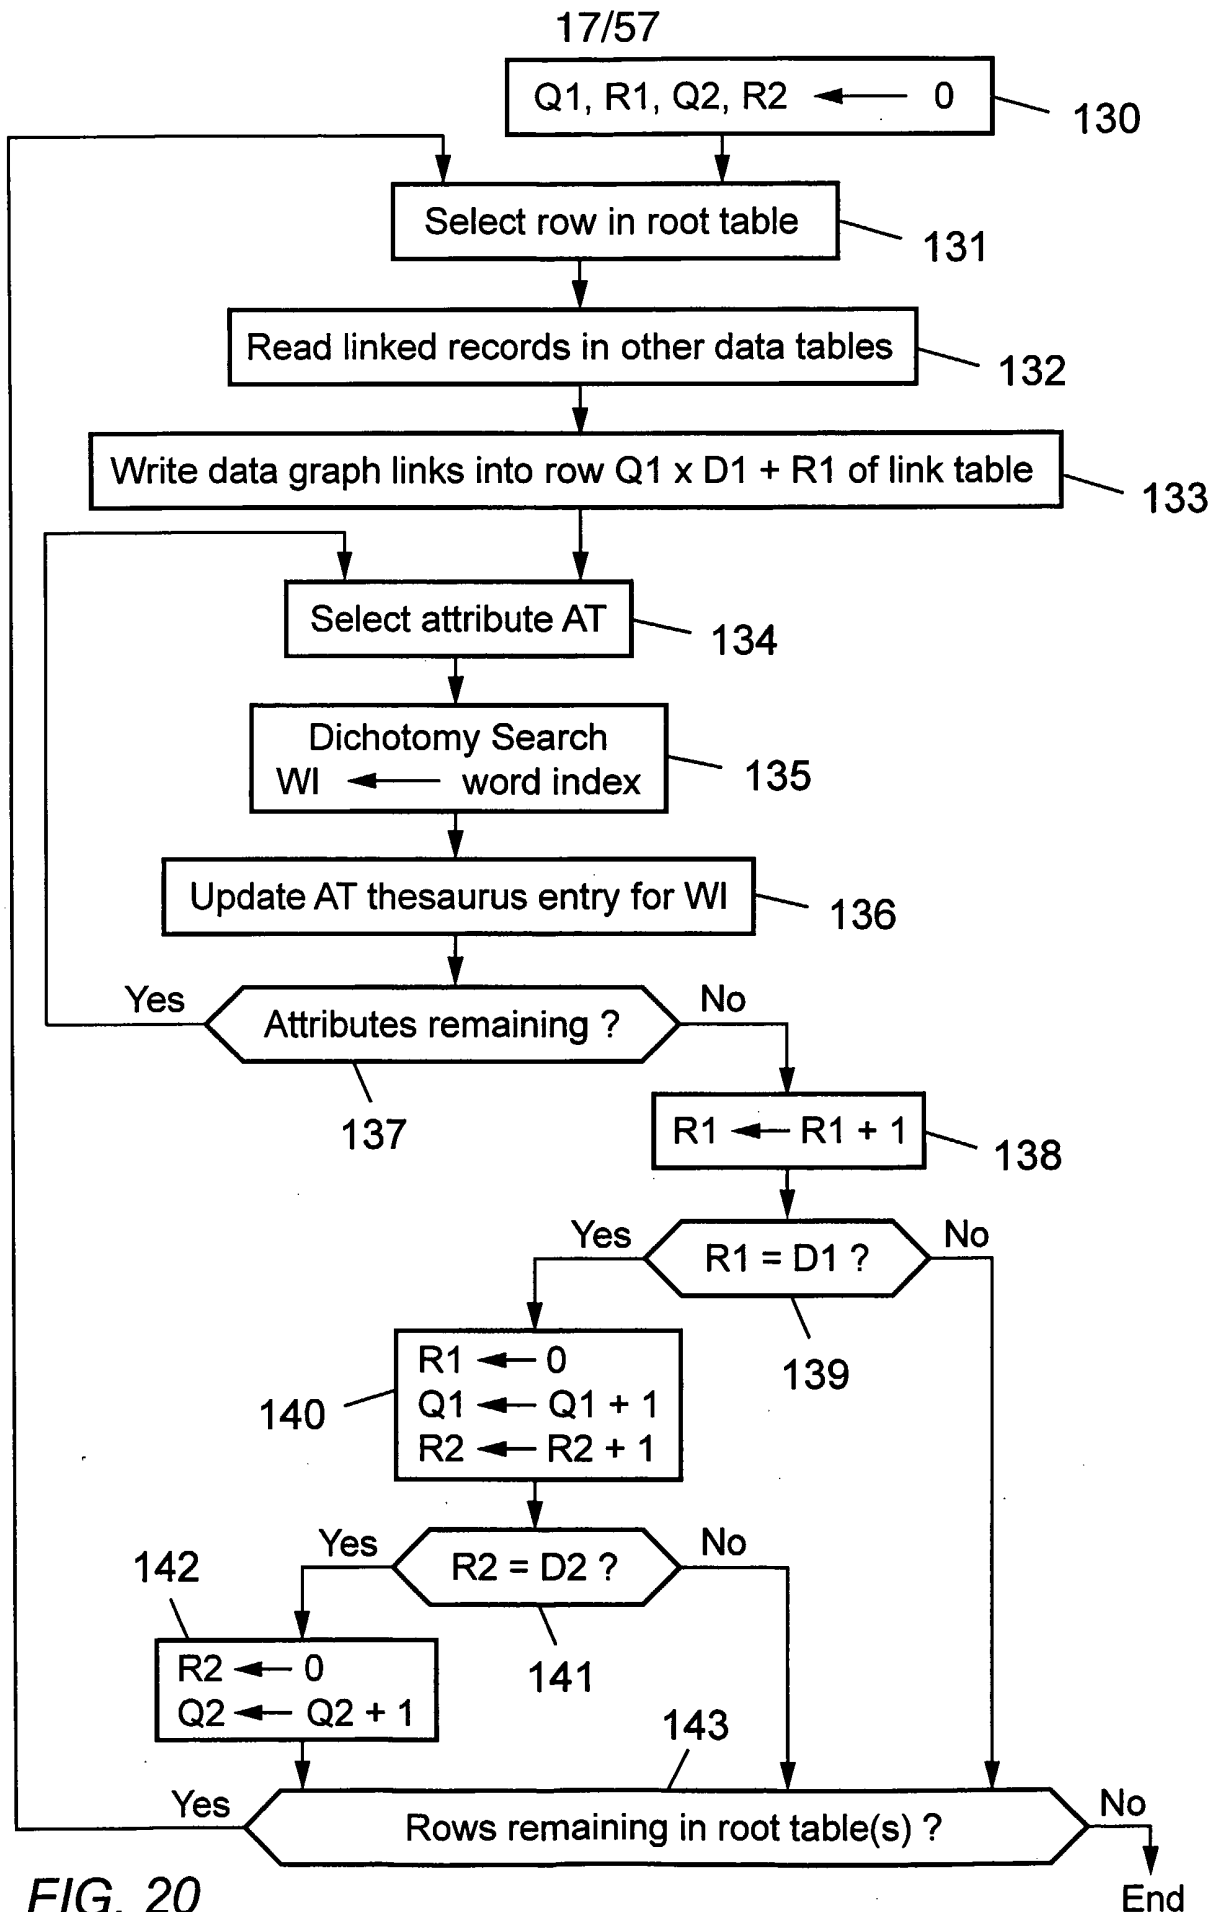 17/57
Q1, R1, Q2, R2 ← 0
130
Select row in root table
131
Read linked records in other data tables
132
Write data graph links into row Q1 x D1 + R1 of link table
133
Select attribute AT
134
Dichotomy Search
WI ← word index
135
Update AT thesaurus entry for WI
136
Yes
No
Attributes remaining ?
137
R1 ← R1 + 1
138
Yes
No
R1 = D1 ?
139
R1 ← 0
Q1 ← Q1 + 1
R2 ← R2 + 1
140
Yes
No
R2 = D2 ?
141
142
R2 ← 0
Q2 ← Q2 + 1
143
Yes
No
Rows remaining in root table(s) ?
End
FIG. 20